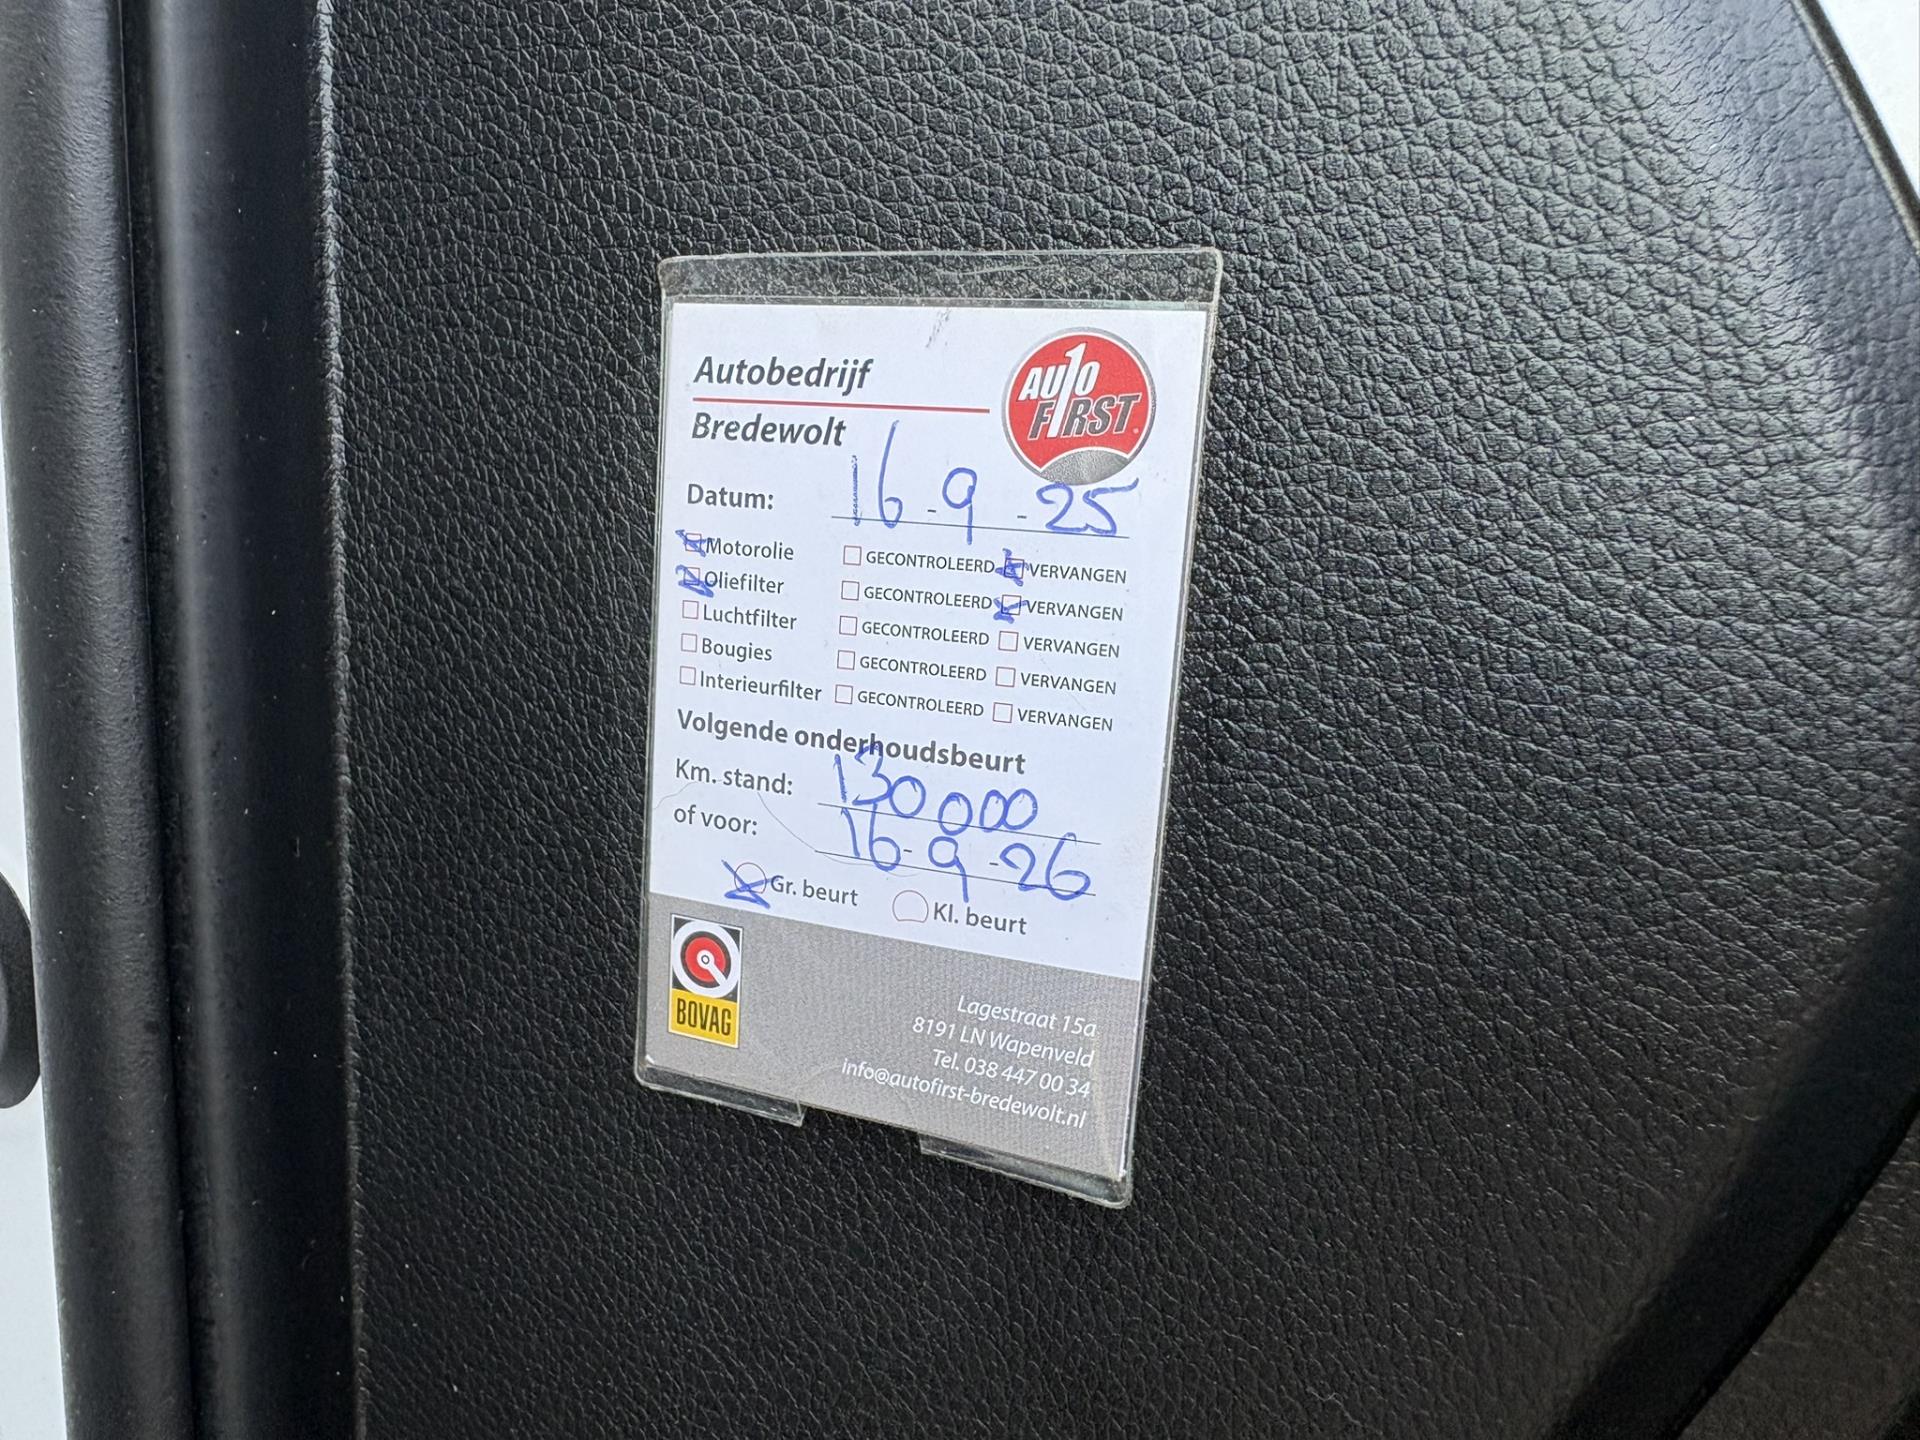 Autobedrijf
Bredewolt
AUTO
FIRST
Datum: 16-9-25
Motorolie GECONTROLEERD VERVANGEN
Oliefilter GECONTROLEERD VERVANGEN
Luchtfilter GECONTROLEERD VERVANGEN
Bougies GECONTROLEERD VERVANGEN
Interieurfilter GECONTROLEERD VERVANGEN
Volgende onderhoudsbeurt
Km. stand: 130000
of voor: 16-9-26
Gr. beurt Kl. beurt
BOVAG
Lagestraat 15a
8191 LN Wapenveld
Tel. 038 447 00 34
info@autofirst-bredewolt.nl